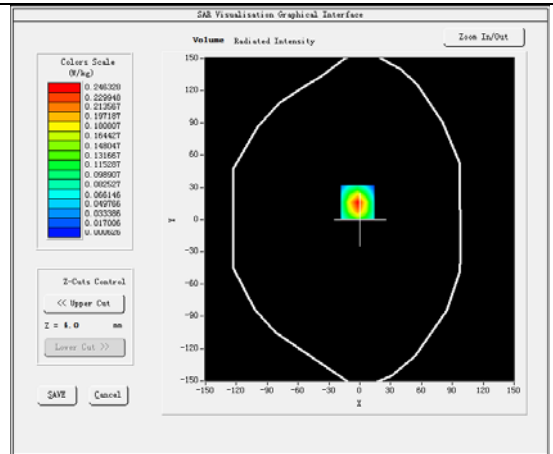 SAR Visualisation Graphical Interface
Volume Radiated Intensity
Zoom In/Out
Colors Scale
(W/kg)
0.246328
0.229948
0.213567
0.197187
0.180807
0.164427
0.148047
0.131667
0.115287
0.098907
0.082527
0.066146
0.049766
0.033386
0.017006
0.000626
Z-Cuts Control
<< Upper Cut
Z = 4.0 mm
Lower Cut >>
SAVE Cancel
150
120
90
60
30
0
-30
-60
-90
-120
-150
Y
-150 -120 -90 -60 -30 0 30 60 90 120 150
X